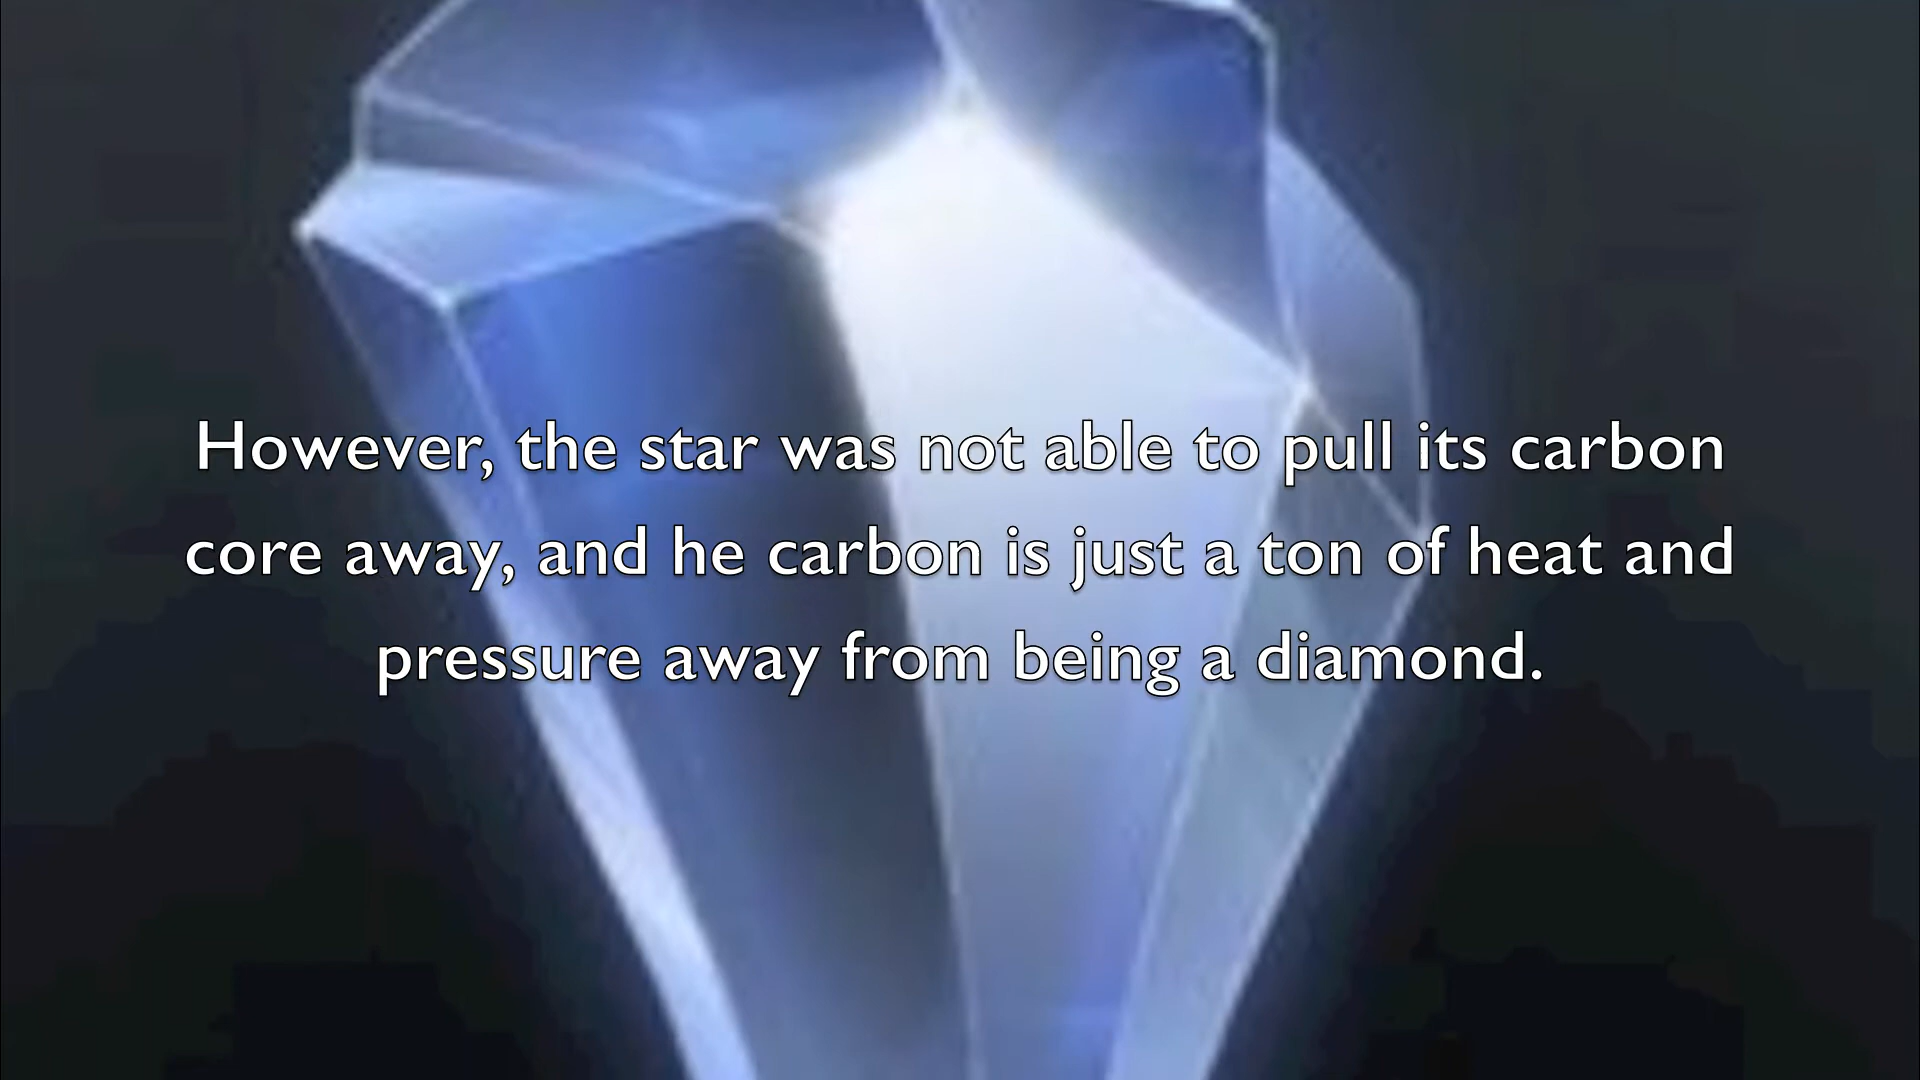 However, the star was not able to pull its carbon
core away, and he carbon is just a ton of heat and
pressure away from being a diamond.